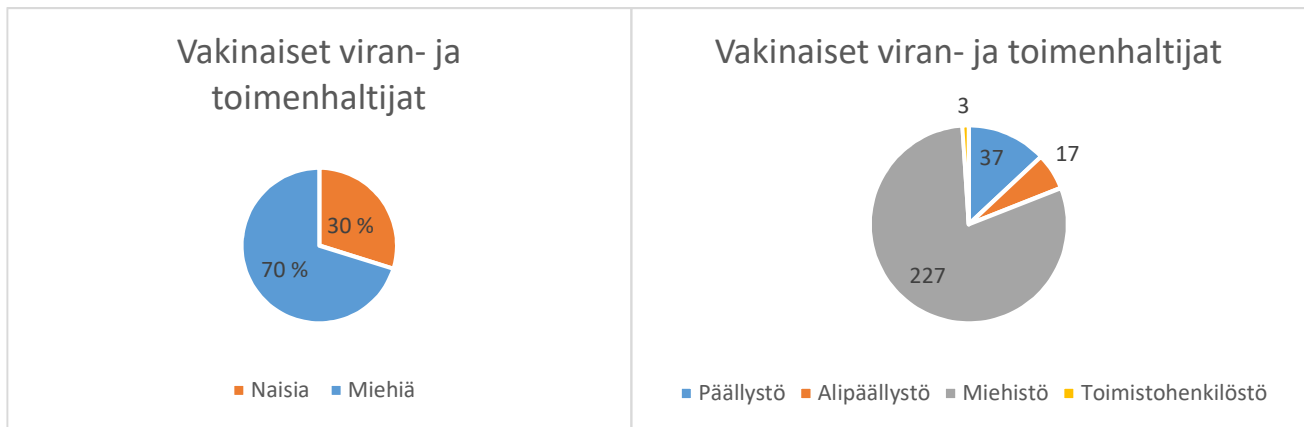 Vakinaiset viran- ja
toimenhaltijat
30 %
70 %
Naisia Miehiä
Vakinaiset viran- ja toimenhaltijat
3
37
17
227
Päällystö Alipäällystö Miehistö Toimistohenkilöstö